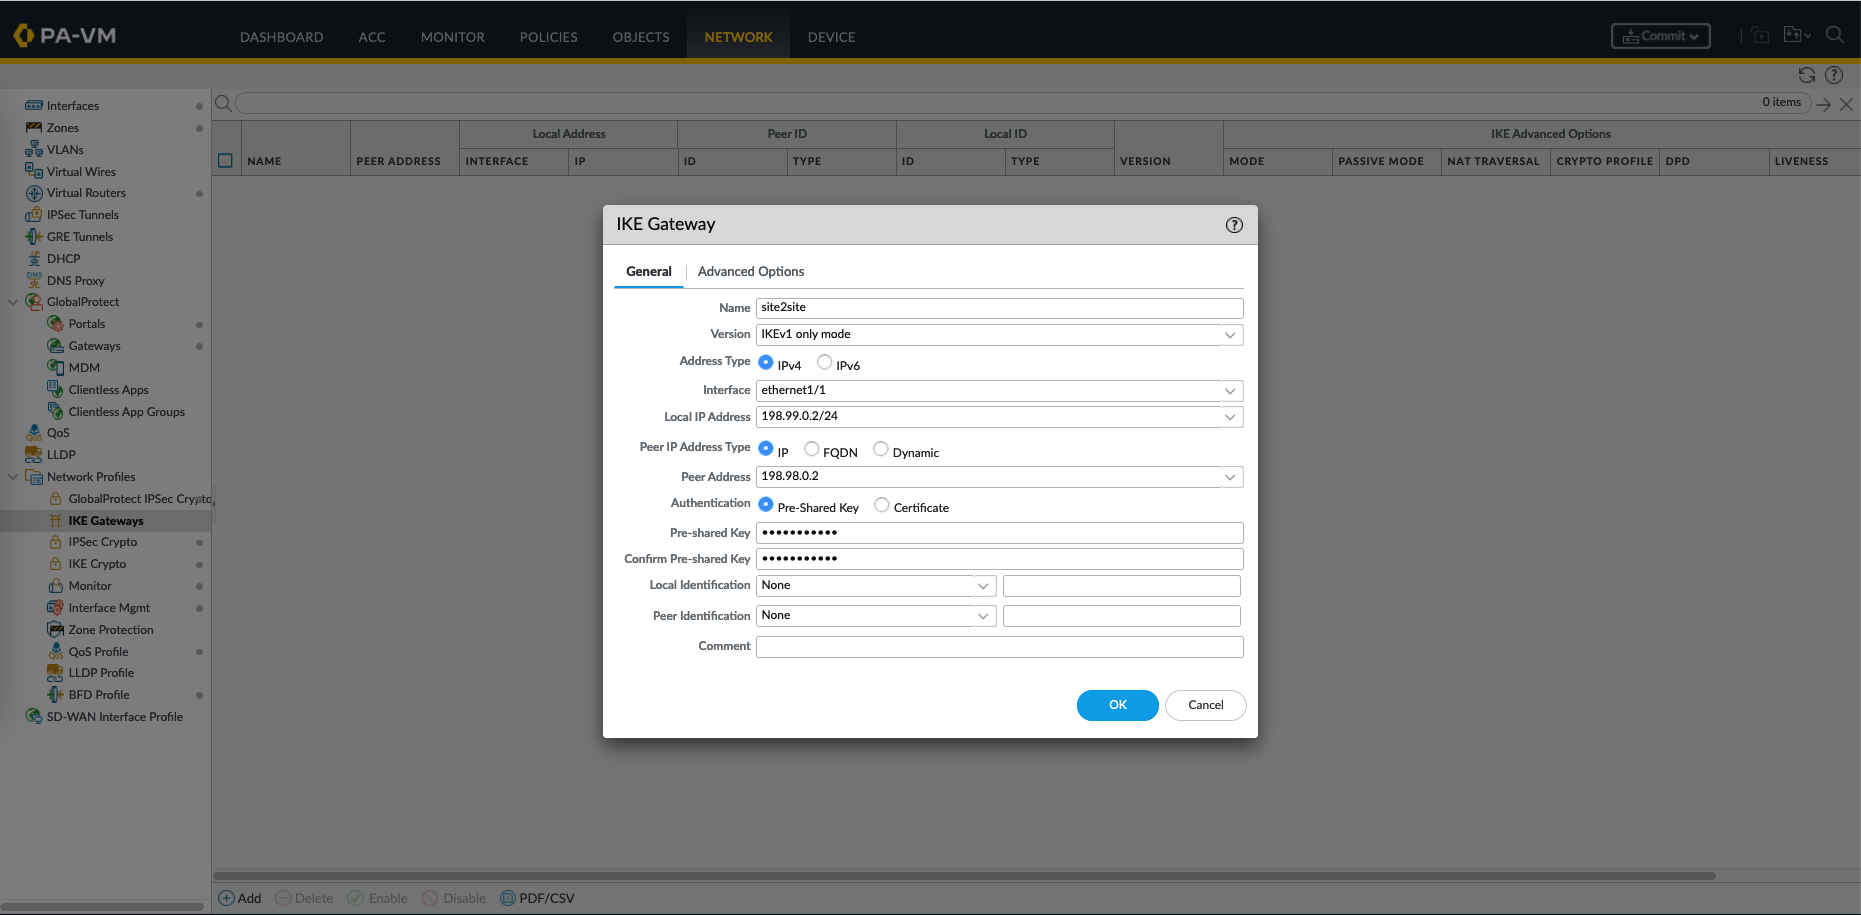 PA-VM
DASHBOARD ACC MONITOR POLICIES OBJECTS NETWORK DEVICE
Commit
Interfaces
Zones
VLANs
Virtual Wires
Virtual Routers
IPSec Tunnels
GRE Tunnels
DHCP
DNS Proxy
GlobalProtect
Portals
Gateways
MDM
Clientless Apps
Clientless App Groups
QoS
LLDP
Network Profiles
GlobalProtect IPSec Crypto
IKE Gateways
IPSec Crypto
IKE Crypto
Monitor
Interface Mgmt
Zone Protection
QoS Profile
LLDP Profile
BFD Profile
SD-WAN Interface Profile
0 items
Local Address Peer ID Local ID IKE Advanced Options
NAME PEER ADDRESS INTERFACE IP ID TYPE ID TYPE VERSION MODE PASSIVE MODE NAT TRAVERSAL CRYPTO PROFILE DPD LIVENESS
IKE Gateway
General Advanced Options
Name site2site
Version IKEv1 only mode
Address Type IPv4 IPv6
Interface ethernet1/1
Local IP Address 198.99.0.2/24
Peer IP Address Type IP FQDN Dynamic
Peer Address 198.98.0.2
Authentication Pre-Shared Key Certificate
Pre-shared Key •••••••••••
Confirm Pre-shared Key •••••••••••
Local Identification None
Peer Identification None
Comment
OK Cancel
Add Delete Enable Disable PDF/CSV